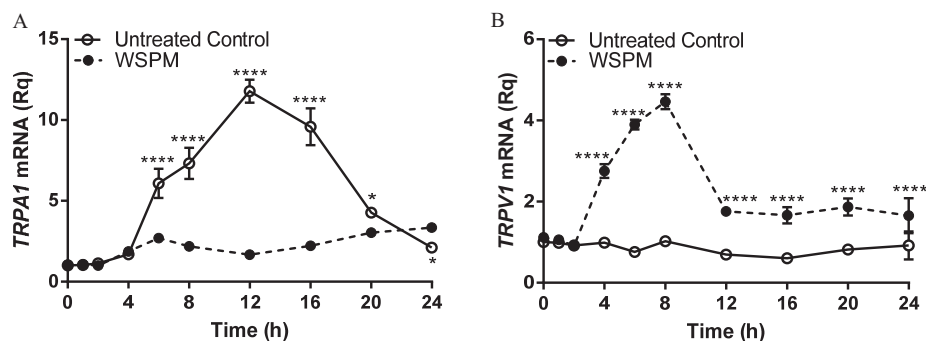 A
15
10
5
0
TRPA1 mRNA (Rq)
Untreated Control
WSPM
****
****
****
****
*
*
0 4 8 12 16 20 24
Time (h)
B
6
4
2
0
TRPV1 mRNA (Rq)
Untreated Control
WSPM
****
****
****
****
****
****
****
0 4 8 12 16 20 24
Time (h)